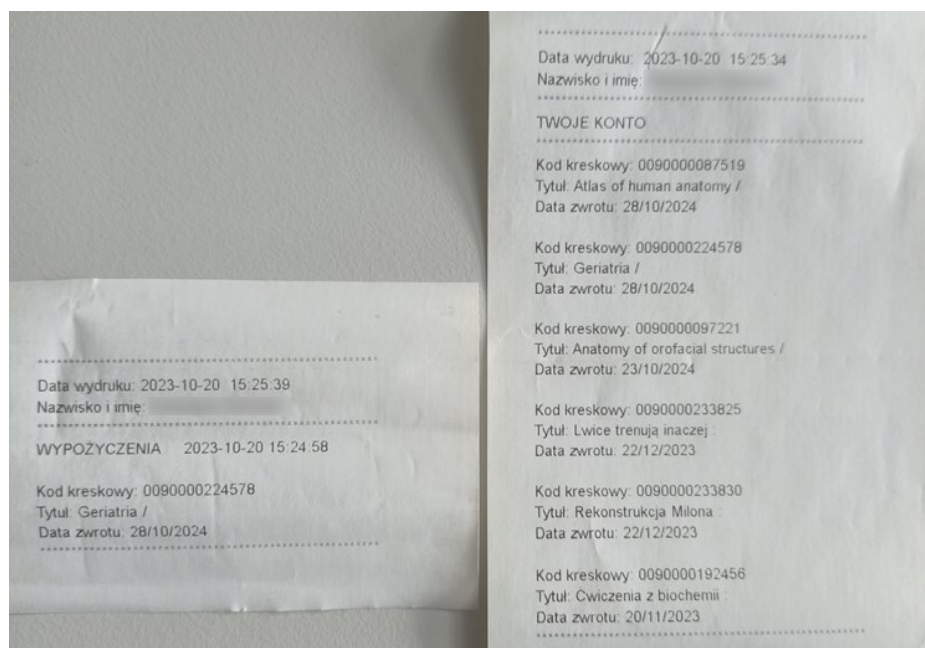 Data wydruku: 2023-10-20 15:25:39
Nazwisko i imię:
WYPOŻYCZENIA 2023-10-20 15:24:58
Kod kreskowy: 0090000224578
Tytuł: Geriatria /
Data zwrotu: 28/10/2024
Data wydruku: 2023-10-20 15:25:34
Nazwisko i imię:
TWOJE KONTO
Kod kreskowy: 0090000087519
Tytuł: Atlas of human anatomy /
Data zwrotu: 28/10/2024
Kod kreskowy: 0090000224578
Tytuł: Geriatria /
Data zwrotu: 28/10/2024
Kod kreskowy: 0090000097221
Tytuł: Anatomy of orofacial structures /
Data zwrotu: 23/10/2024
Kod kreskowy: 0090000233825
Tytuł: Lwice trenują inaczej :
Data zwrotu: 22/12/2023
Kod kreskowy: 0090000233830
Tytuł: Rekonstrukcja Milona :
Data zwrotu: 22/12/2023
Kod kreskowy: 0090000192456
Tytuł: Ćwiczenia z biochemii :
Data zwrotu: 20/11/2023